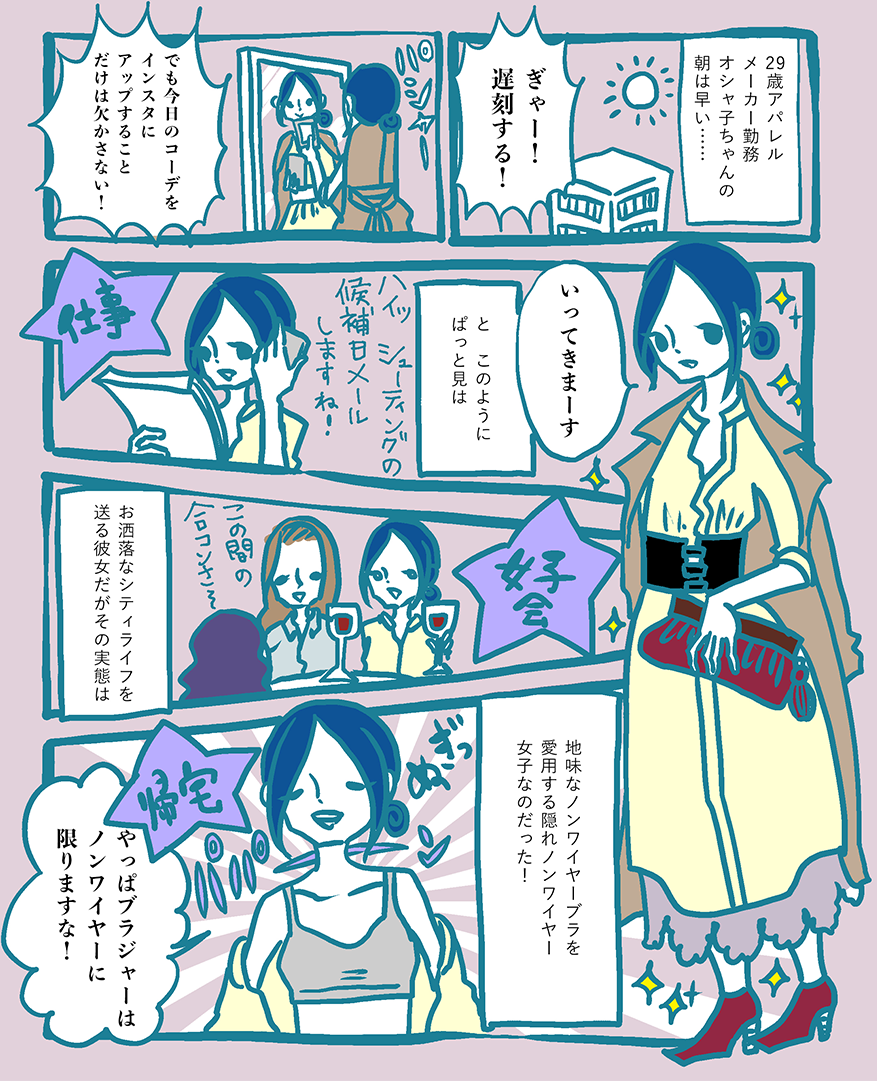 29歳アパレル
メーカー勤務
オシャ子ちゃんの
朝は早い……
ぎゃー！
遅刻する！
パシャー
でも今日のコーデを
インスタに
アップすること
だけは欠かさない！
いってきまーす
と　このように
ぱっと見は
ハイッ シューティングの
候補日メール
しますね！
仕事
女子会
この間の
合コンさ〜
お洒落なシティライフを
送る彼女だがその実態は
地味なノンワイヤーブラを
愛用する隠れノンワイヤー
女子なのだった！
ぎっ
ぬ
帰宅
ババーン
やっぱブラジャーは
ノンワイヤーに
限りますな！